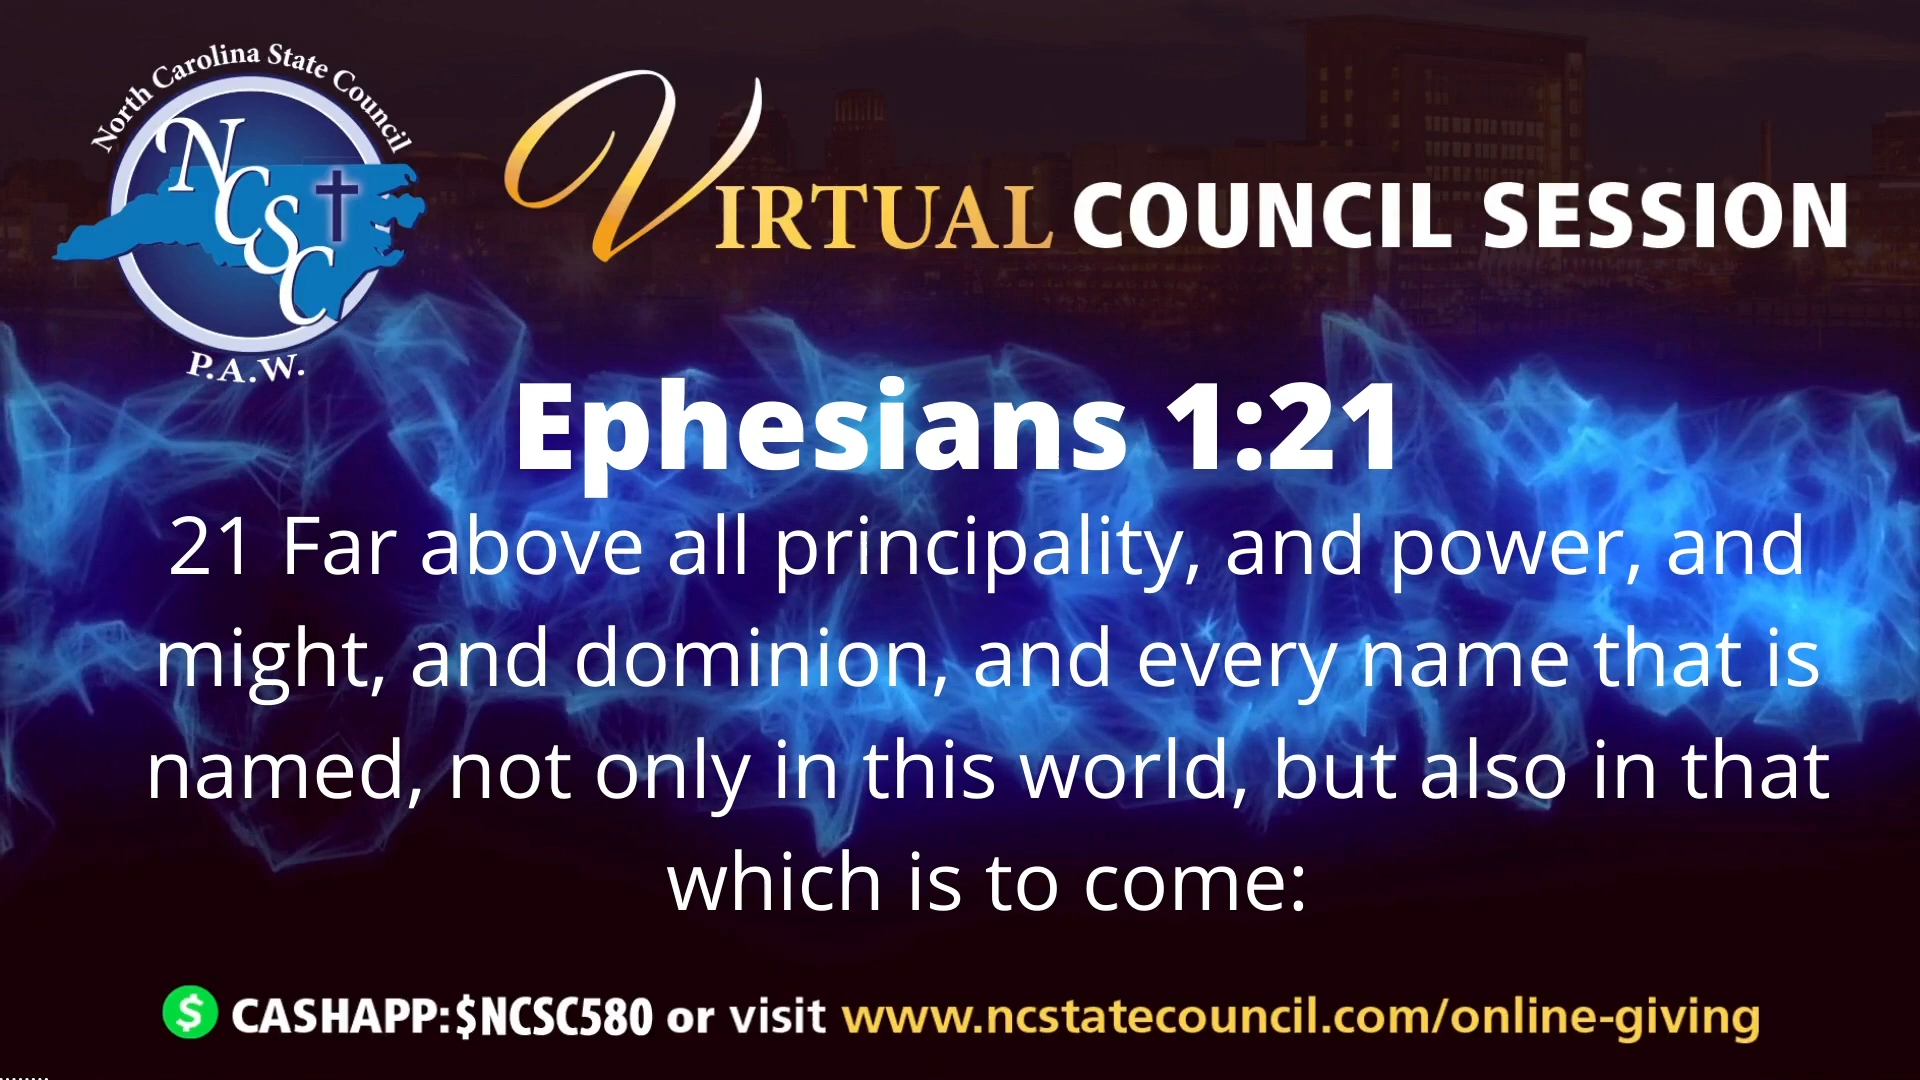 North Carolina State Council
NCSC
P.A.W.
VIRTUAL COUNCIL SESSION
Ephesians 1:21
21 Far above all principality, and power, and
might, and dominion, and every name that is
named, not only in this world, but also in that
which is to come:
$ CASHAPP:$NCSC580 or visit www.ncstatecouncil.com/online-giving